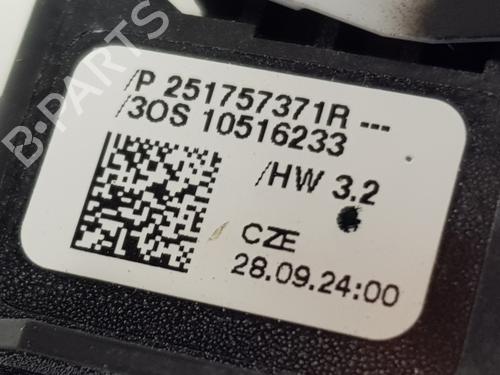 /P 251757371R ---
/3OS 10516233
/HW 3.2
CZE
28.09.24:00
B-PARTS